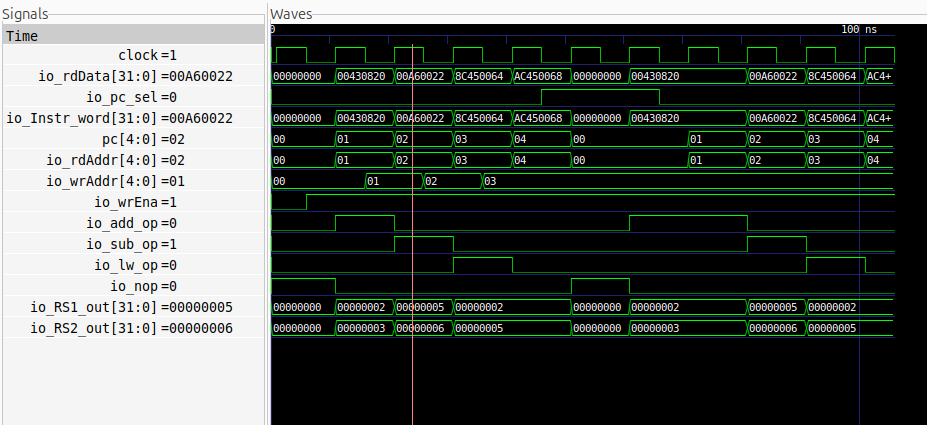 Signals Waves
Time 0 100 ns
clock=1
io_rdData[31:0]=00A60022 00000000 00430820 00A60022 8C450064 AC450068 00000000 00430820 00A60022 8C450064 AC4+
io_pc_sel=0
io_Instr_word[31:0]=00A60022 00000000 00430820 00A60022 8C450064 AC450068 00000000 00430820 00A60022 8C450064 AC4+
pc[4:0]=02 00 01 02 03 04 00 01 02 03 04
io_rdAddr[4:0]=02 00 01 02 03 04 00 01 02 03 04
io_wrAddr[4:0]=01 00 01 02 03
io_wrEna=1
io_add_op=0
io_sub_op=1
io_lw_op=0
io_nop=0
io_RS1_out[31:0]=00000005 00000000 00000002 00000005 00000002 00000000 00000002 00000005 00000002
io_RS2_out[31:0]=00000006 00000000 00000003 00000006 00000005 00000000 00000003 00000006 00000005